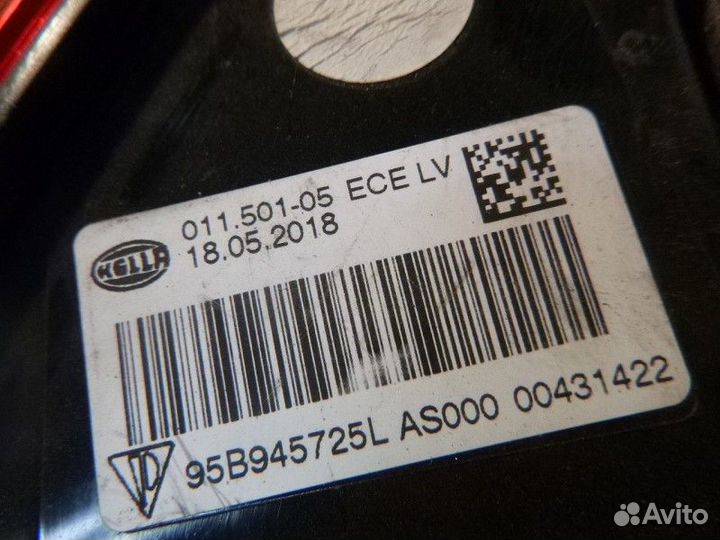 011.501-05 ECE LV
18.05.2018
HELLA
95B945725L AS000 00431422
Avito